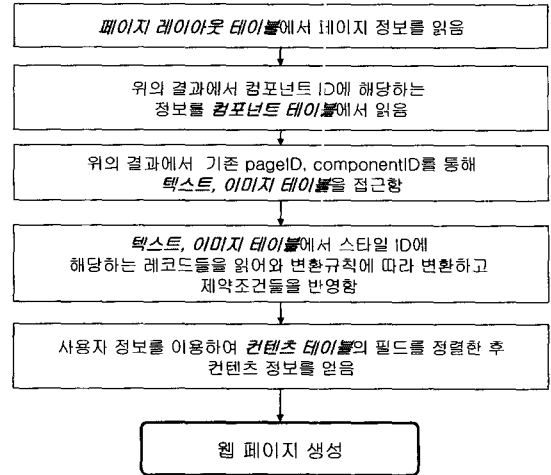 페이지 레이아웃 테이블에서 페이지 정보를 읽음
위의 결과에서 컴포넌트 ID에 해당하는
정보를 컴포넌트 테이블에서 읽음
위의 결과에서 기존 pageID, componentID를 통해
텍스트, 이미지 테이블을 접근함
텍스트, 이미지 테이블에서 스타일 ID에
해당하는 레코드들을 읽어와 변환규칙에 따라 변환하고
제약조건들을 반영함
사용자 정보를 이용하여 컨텐츠 테이블의 필드를 정렬한 후
컨텐츠 정보를 얻음
웹 페이지 생성